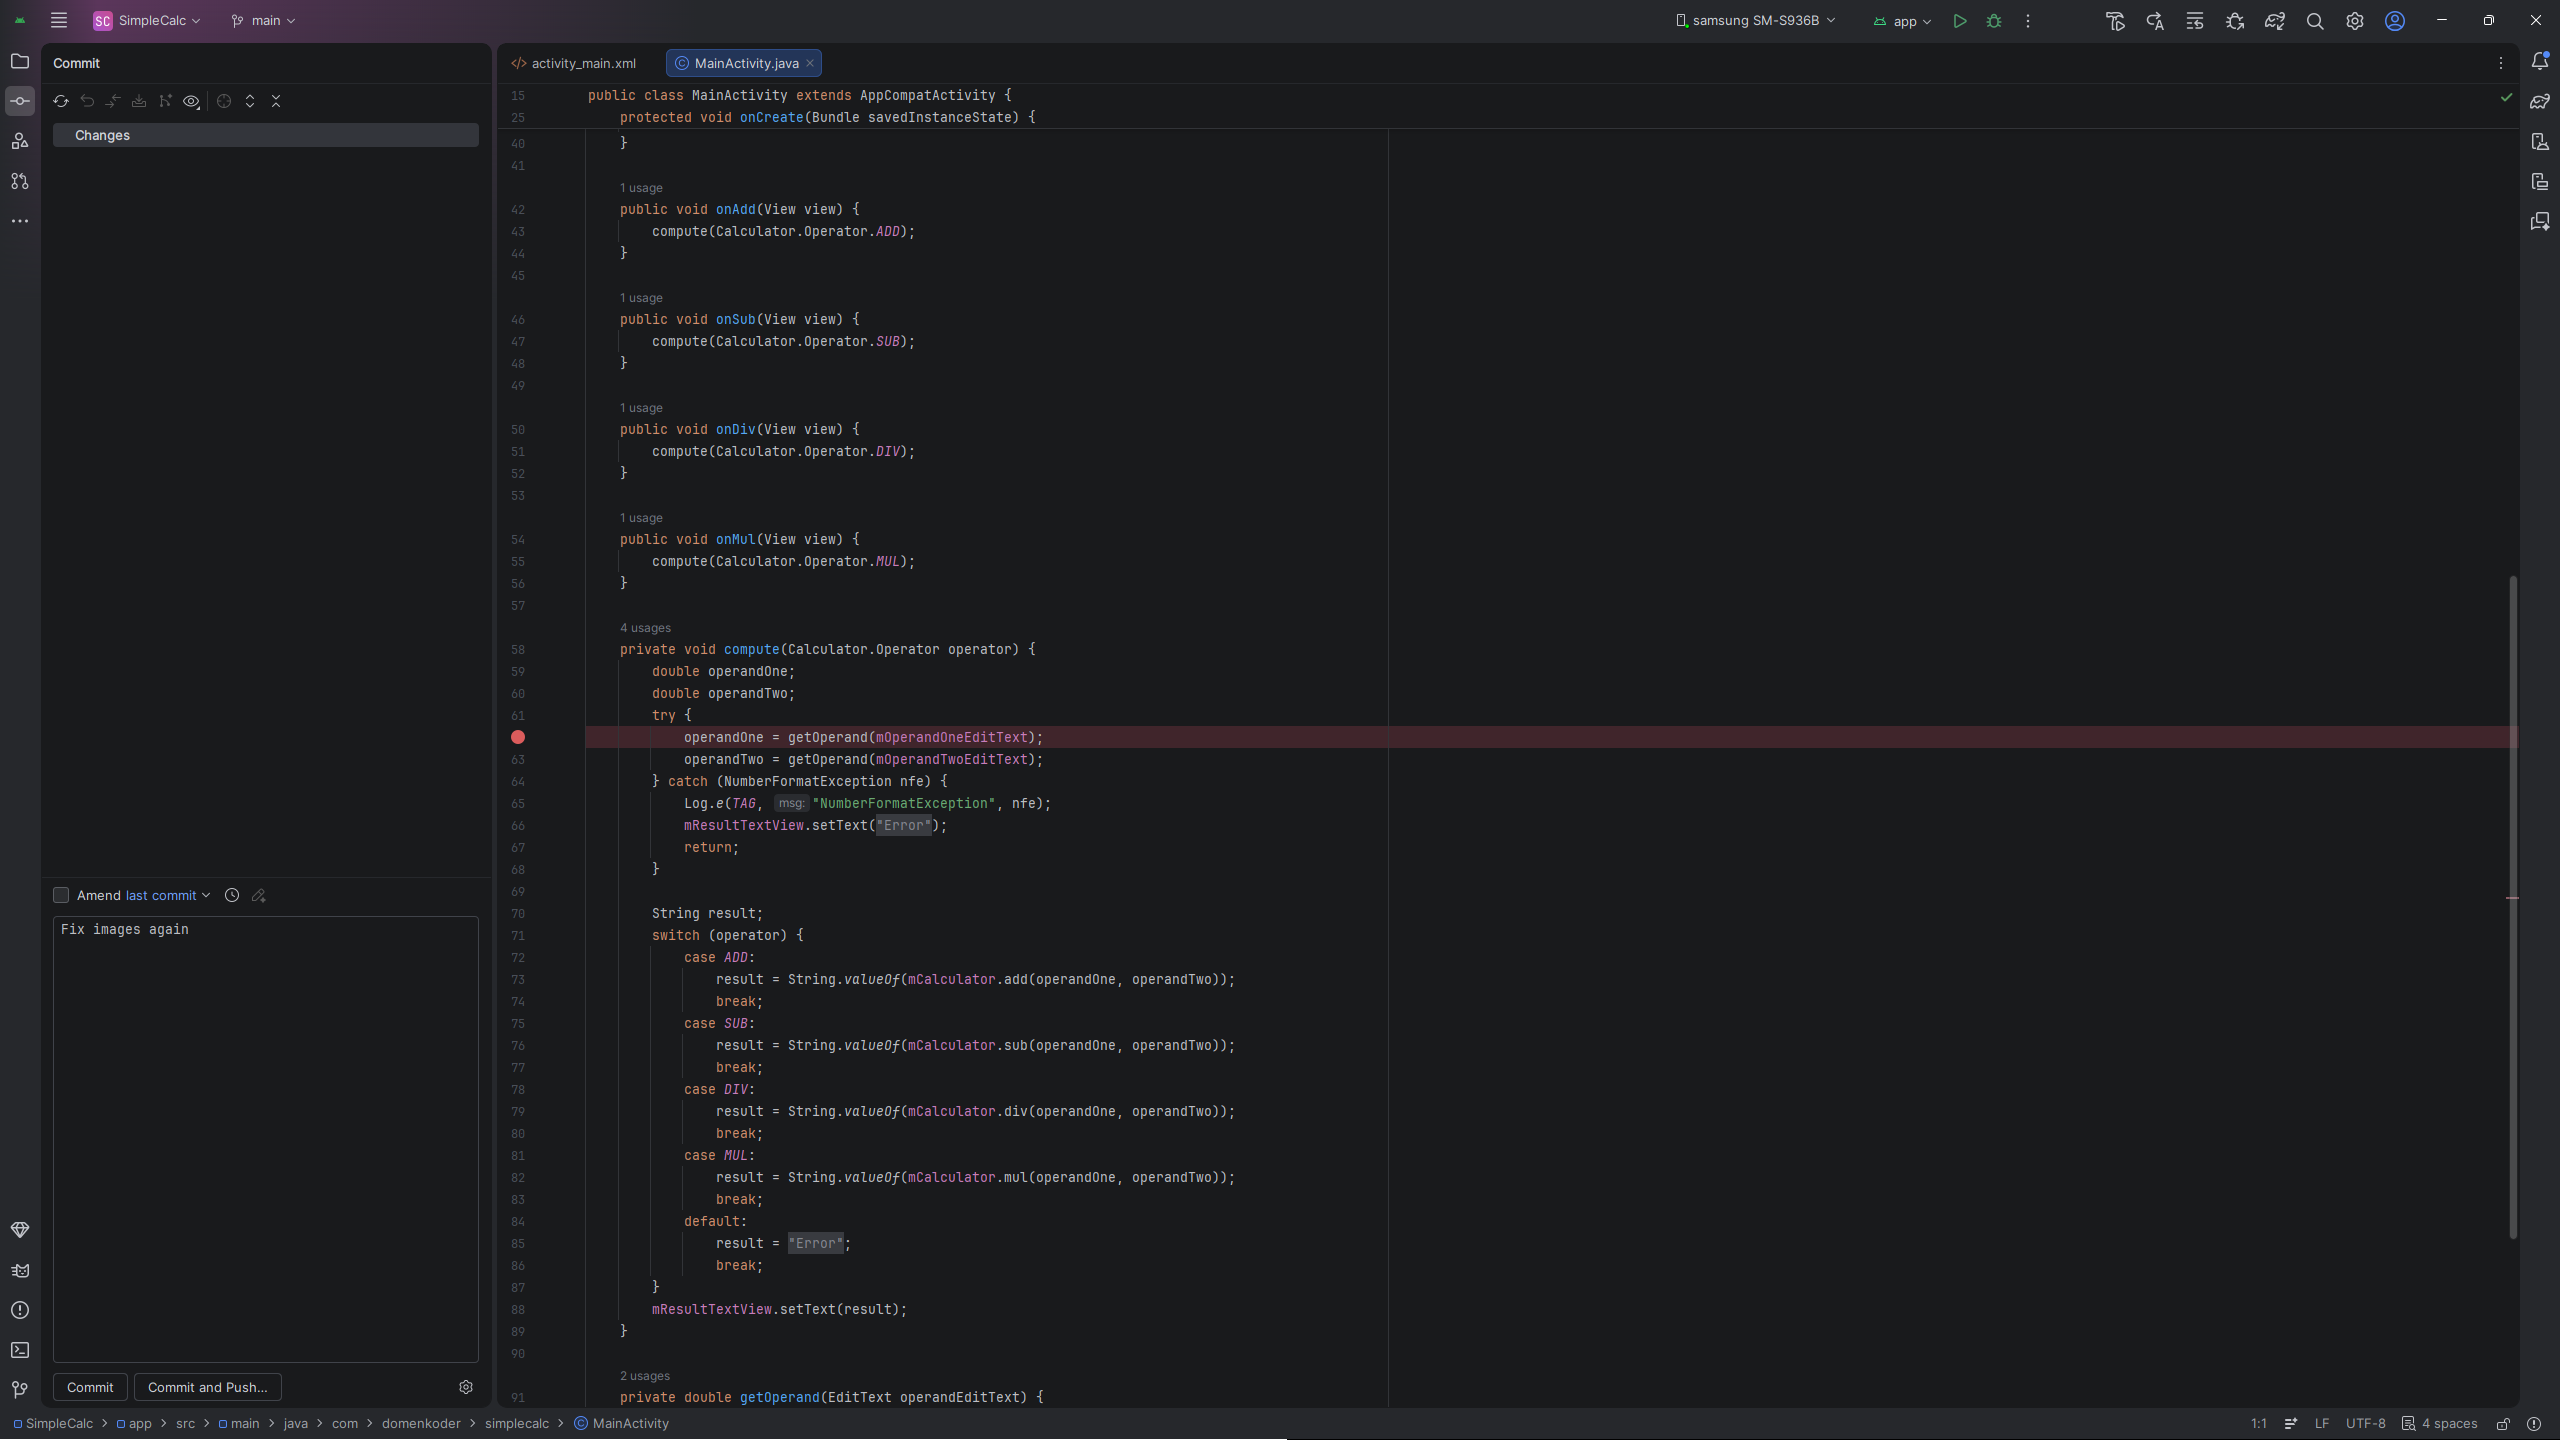 SC SimpleCalc main samsung SM-S936B app
Commit
Changes
Amend last commit
Fix images again
Commit Commit and Push...
activity_main.xml MainActivity.java
15 public class MainActivity extends AppCompatActivity {
25 protected void onCreate(Bundle savedInstanceState) {
40 }
41
1 usage
42 public void onAdd(View view) {
43 compute(Calculator.Operator.ADD);
44 }
45
1 usage
46 public void onSub(View view) {
47 compute(Calculator.Operator.SUB);
48 }
49
1 usage
50 public void onDiv(View view) {
51 compute(Calculator.Operator.DIV);
52 }
53
1 usage
54 public void onMul(View view) {
55 compute(Calculator.Operator.MUL);
56 }
57
4 usages
58 private void compute(Calculator.Operator operator) {
59 double operandOne;
60 double operandTwo;
61 try {
operandOne = getOperand(mOperandOneEditText);
63 operandTwo = getOperand(mOperandTwoEditText);
64 } catch (NumberFormatException nfe) {
65 Log.e(TAG, msg: "NumberFormatException", nfe);
66 mResultTextView.setText("Error");
67 return;
68 }
69
70 String result;
71 switch (operator) {
72 case ADD:
73 result = String.valueOf(mCalculator.add(operandOne, operandTwo));
74 break;
75 case SUB:
76 result = String.valueOf(mCalculator.sub(operandOne, operandTwo));
77 break;
78 case DIV:
79 result = String.valueOf(mCalculator.div(operandOne, operandTwo));
80 break;
81 case MUL:
82 result = String.valueOf(mCalculator.mul(operandOne, operandTwo));
83 break;
84 default:
85 result = "Error";
86 break;
87 }
88 mResultTextView.setText(result);
89 }
90
2 usages
91 private double getOperand(EditText operandEditText) {
SimpleCalc > app > src > main > java > com > domenkoder > simplecalc > MainActivity 1:1 LF UTF-8 4 spaces